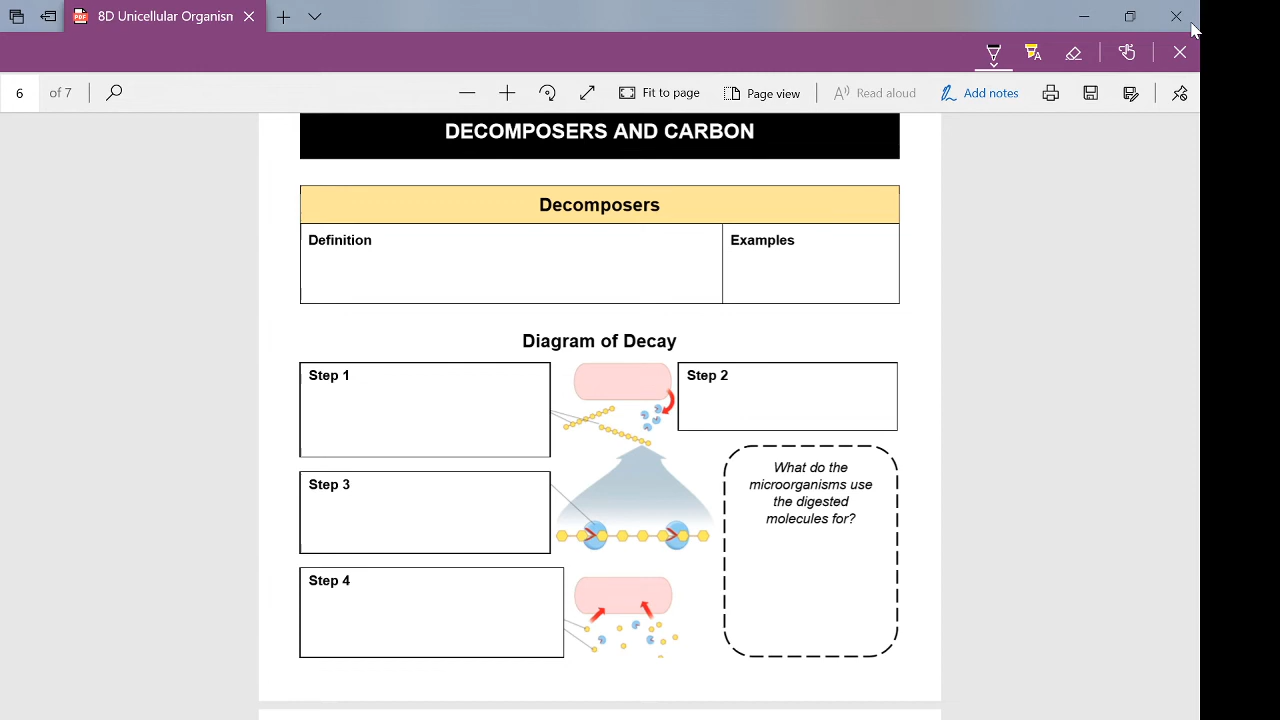 8D Unicellular Organism
6 of 7
Fit to page
Page view
Read aloud
Add notes
DECOMPOSERS AND CARBON
Decomposers
Definition
Examples
Diagram of Decay
Step 1
Step 2
What do the
microorganisms use
the digested
molecules for?
Step 3
Step 4